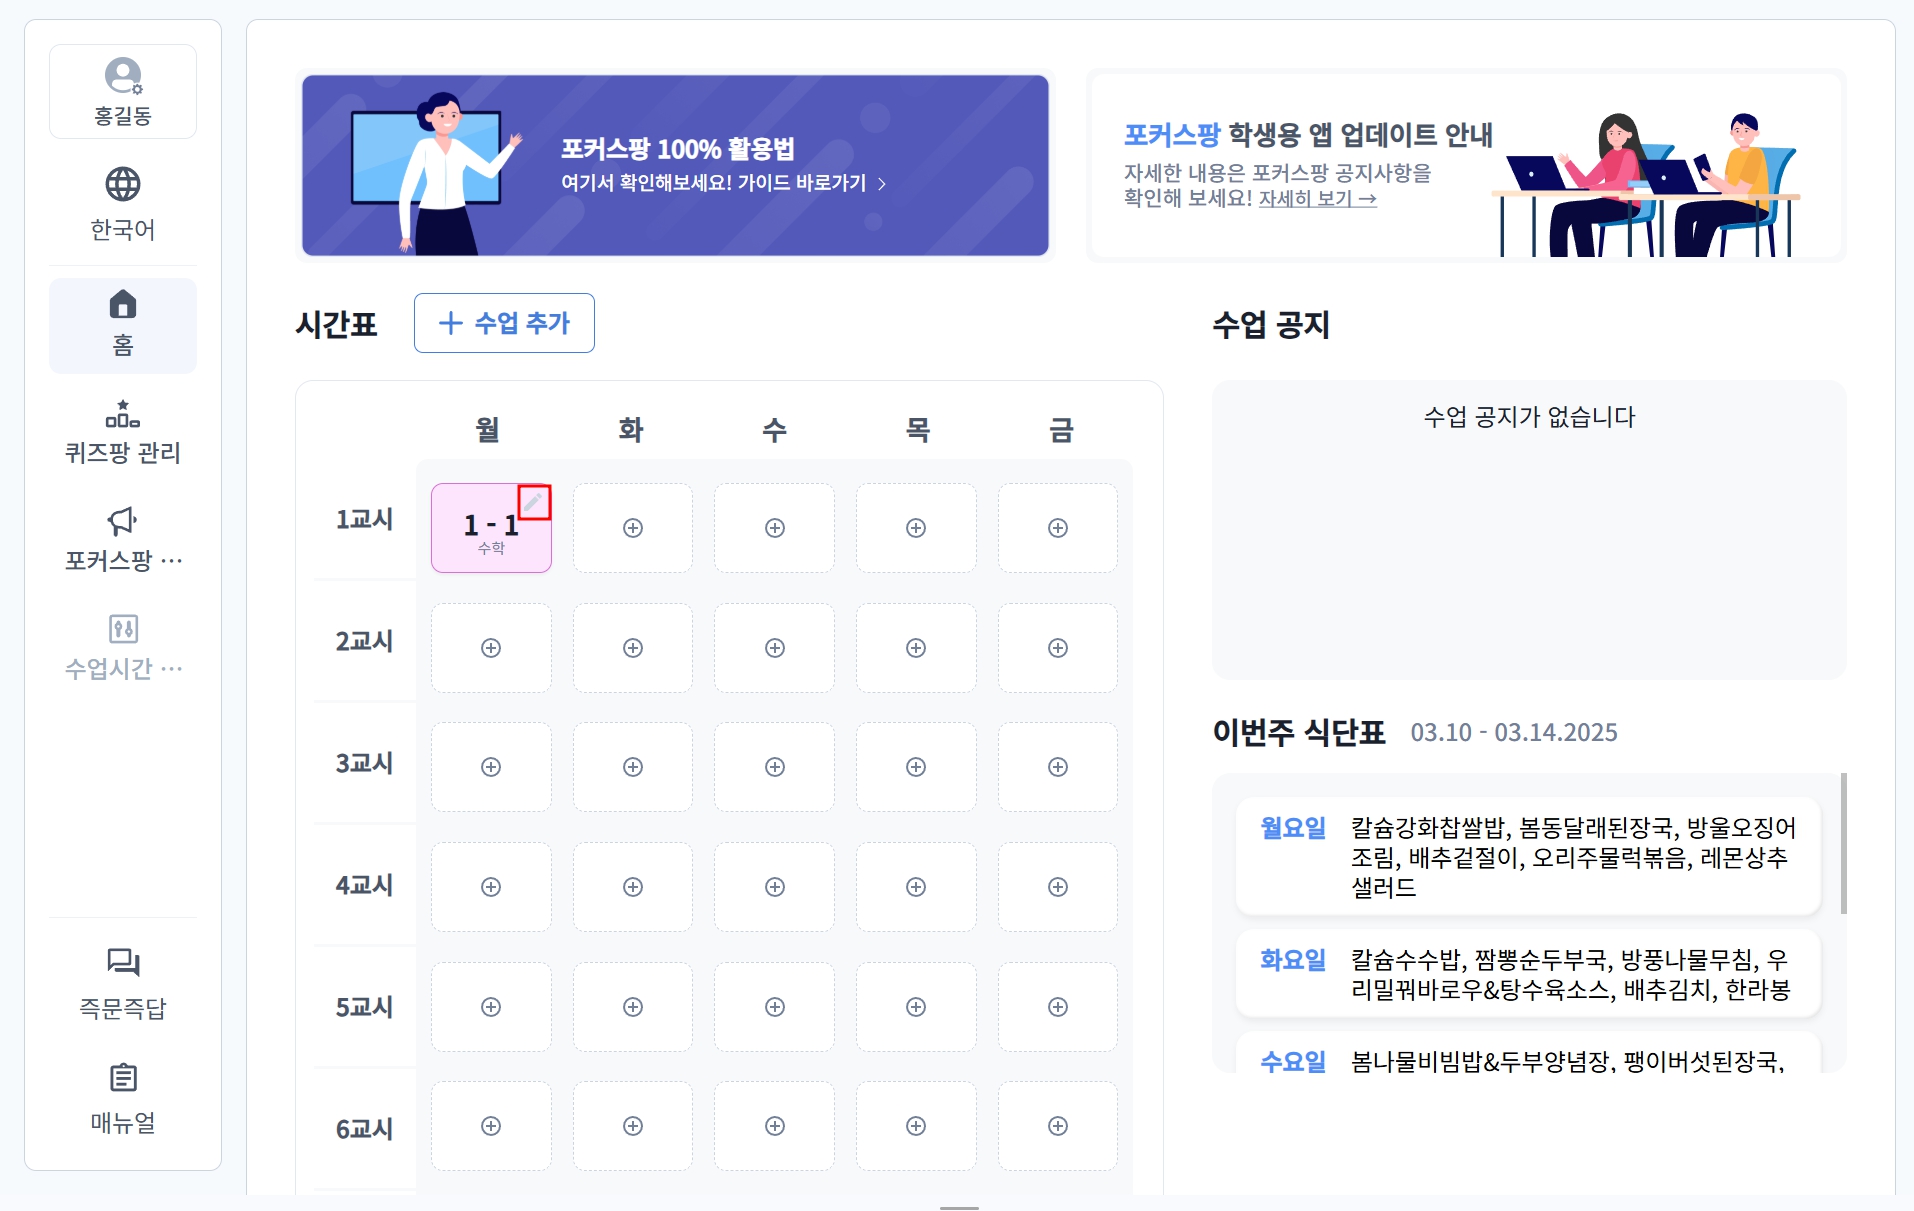 홍길동
한국어
홈
퀴즈팡 관리
포커스팡 ···
수업시간 ···
즉문즉답
매뉴얼
포커스팡 100% 활용법
여기서 확인해보세요! 가이드 바로가기
포커스팡 학생용 앱 업데이트 안내
자세한 내용은 포커스팡 공지사항을
확인해 보세요! 자세히 보기 →
시간표
수업 추가
월 화 수 목 금
1교시
1 - 1
수학
2교시
3교시
4교시
5교시
6교시
수업 공지
수업 공지가 없습니다
이번주 식단표 03.10 - 03.14.2025
월요일 칼슘강화찹쌀밥, 봄동달래된장국, 방울오징어
조림, 배추겉절이, 오리주물럭볶음, 레몬상추
샐러드
화요일 칼슘수수밥, 짬뽕순두부국, 방풍나물무침, 우
리밀꿔바로우&탕수육소스, 배추김치, 한라봉
수요일 봄나물비빔밥&두부양념장, 팽이버섯된장국,